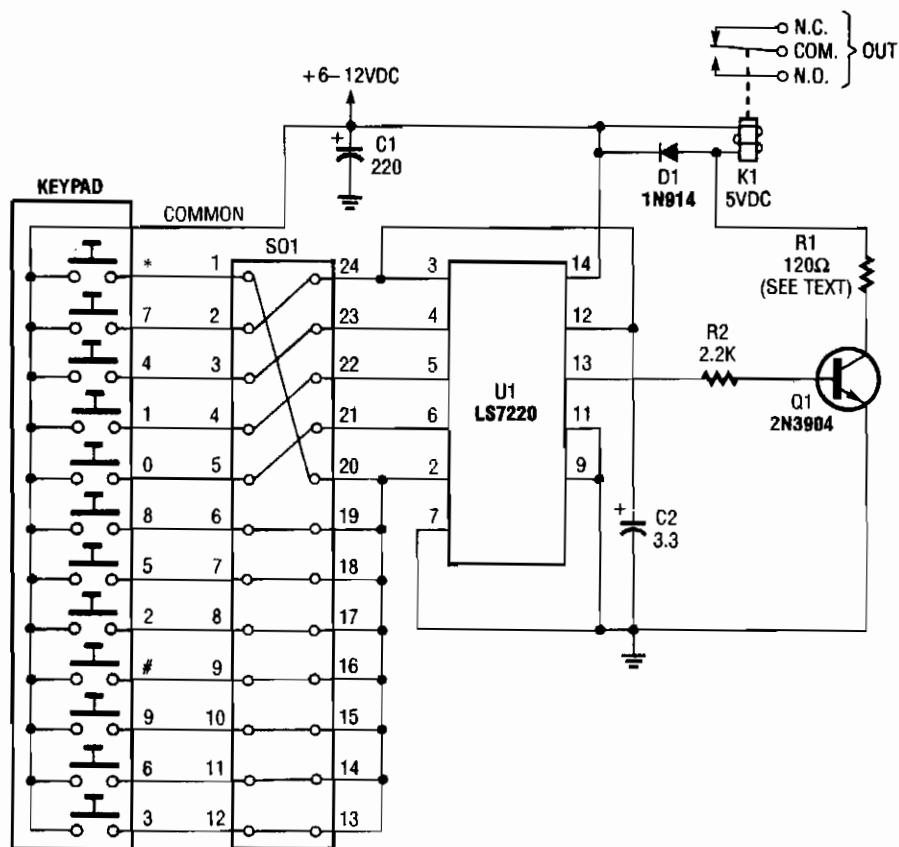 N.C.
COM.
N.D.
OUT
+6–12VDC
+
C1
220
D1
1N914
K1
5VDC
R1
120Ω
(SEE TEXT)
KEYPAD
COMMON
SO1
* 1 24 3 14
7 2 23 4 12
4 3 22 5 13
1 4 21 6 11
0 5 20 2 9
8 6 19 7
5 7 18
2 8 17
# 9 16
9 10 15
6 11 14
3 12 13
U1
LS7220
R2
2.2K
Q1
2N3904
+
C2
3.3